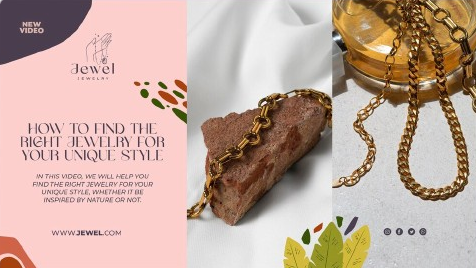 NEW
VIDEO
Jewel
JEWELRY
HOW TO FIND THE
RIGHT JEWELRY FOR
YOUR UNIQUE STYLE
IN THIS VIDEO, WE WILL HELP YOU
FIND THE RIGHT JEWELRY FOR YOUR
UNIQUE STYLE, WHETHER IT BE
INSPIRED BY NATURE OR NOT.
WWW.JEWEL.COM